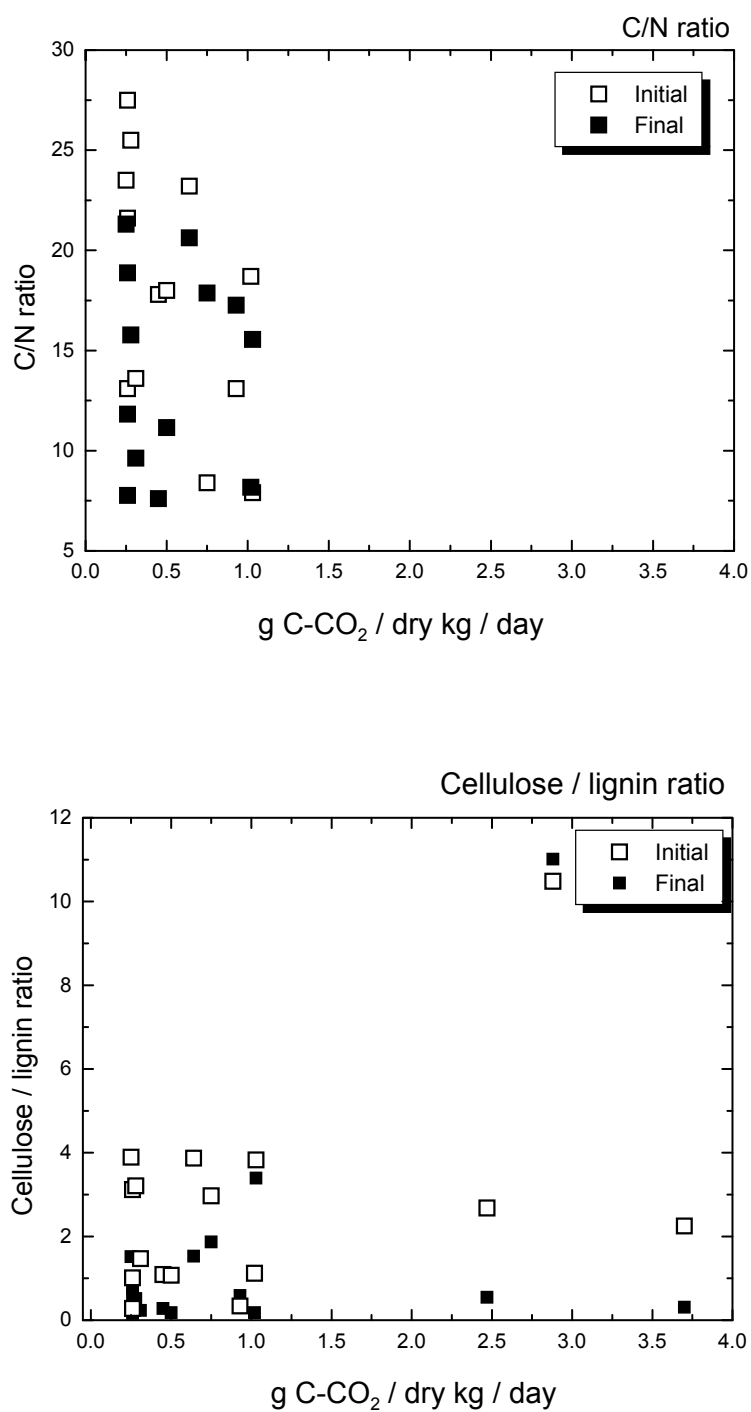 C/N ratio
30
25
20
15
10
5
C/N ratio
Initial
Final
0.0 0.5 1.0 1.5 2.0 2.5 3.0 3.5 4.0
g C-CO₂ / dry kg / day
Cellulose / lignin ratio
12
10
8
6
4
2
0
Cellulose / lignin ratio
Initial
Final
0.0 0.5 1.0 1.5 2.0 2.5 3.0 3.5 4.0
g C-CO₂ / dry kg / day